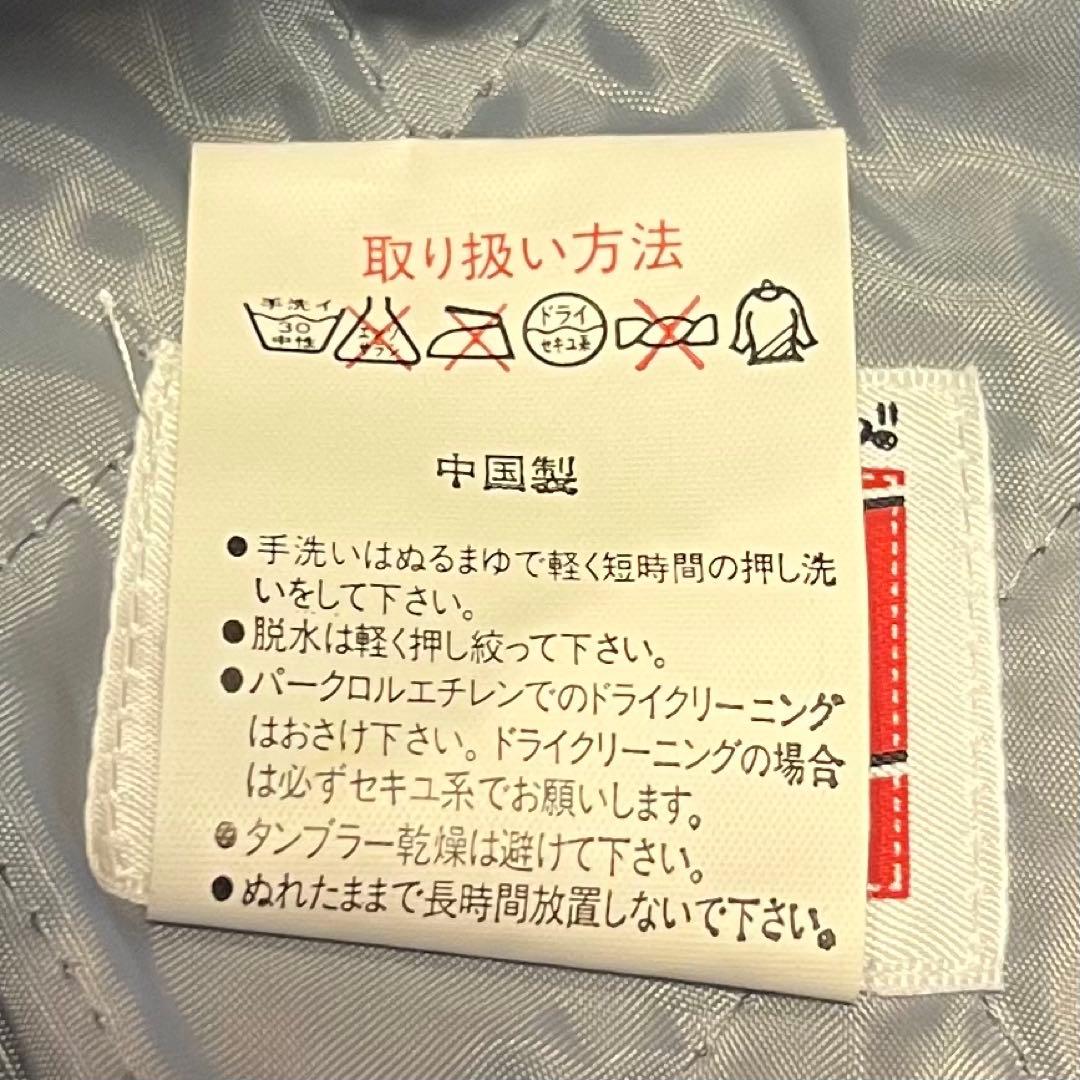 取り扱い方法
手洗イ
30
中性
エンソ
サラシ
ドライ
セキユ系
中国製
●手洗いはぬるまゆで軽く短時間の押し洗
いをして下さい。
●脱水は軽く押し絞って下さい。
●パークロルエチレンでのドライクリーニング
はおさけ下さい。ドライクリーニングの場合
は必ずセキユ系でお願いします。
●タンブラー乾燥は避けて下さい。
●ぬれたままで長時間放置しないで下さい。